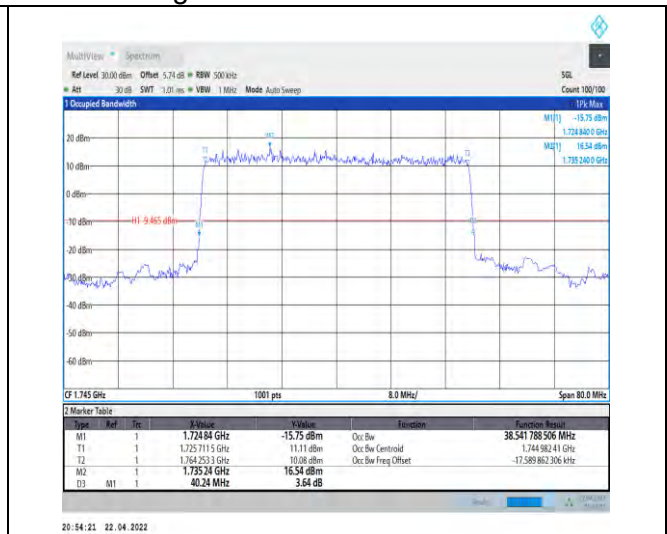 MultiView Spectrum
Ref Level 30.00 dBm Offset 5.74 dB RBW 500 kHz SGL
Att 30 dB SWT 1.01 ms VBW 1 MHz Mode Auto Sweep Count 100/100
1 Occupied Bandwidth 1Pk Max
M1[1] -15.75 dBm
1.724 840 0 GHz
M2[1] 16.54 dBm
1.735 240 0 GHz
20 dBm
10 dBm
0 dBm
-10 dBm
H1 -9.465 dBm
-20 dBm
-30 dBm
-40 dBm
-50 dBm
-60 dBm
M2
T1
T2
M1
CF 1.745 GHz 1001 pts 8.0 MHz/ Span 80.0 MHz
2 Marker Table
Type Ref Trc X-Value Y-Value Function Function Result
M1 1 1.724 84 GHz -15.75 dBm Occ Bw 38.541 788 506 MHz
T1 1 1.725 711 5 GHz 11.11 dBm Occ Bw Centroid 1.744 982 41 GHz
T2 1 1.764 253 3 GHz 10.08 dBm Occ Bw Freq Offset -17.589 862 306 kHz
M2 1 1.735 24 GHz 16.54 dBm
D3 M1 1 40.24 MHz 3.64 dB
20:54:21 22.04.2022